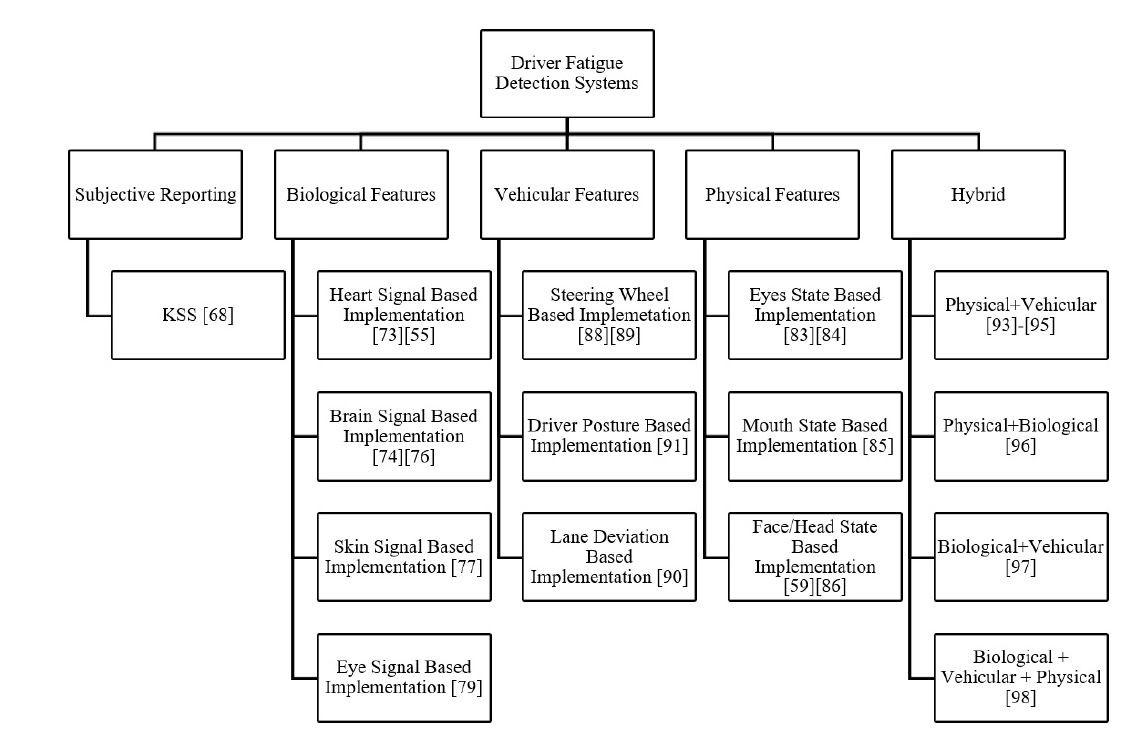 Driver Fatigue
Detection Systems
Subjective Reporting
Biological Features
Vehicular Features
Physical Features
Hybrid
KSS [68]
Heart Signal Based
Implementation
[73][55]
Steering Wheel
Based Implemetation
[88][89]
Eyes State Based
Implementation
[83][84]
Physical+Vehicular
[93]-[95]
Brain Signal Based
Implementation
[74][76]
Driver Posture Based
Implementation [91]
Mouth State Based
Implementation [85]
Physical+Biological
[96]
Skin Signal Based
Implementation [77]
Lane Deviation
Based
Implementation [90]
Face/Head State
Based
Implementation
[59][86]
Biological+Vehicular
[97]
Eye Signal Based
Implementation [79]
Biological +
Vehicular + Physical
[98]